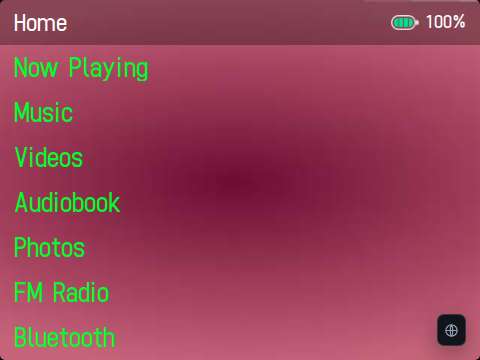 Home 100%
Now Playing
Music
Videos
Audiobook
Photos
FM Radio
Bluetooth